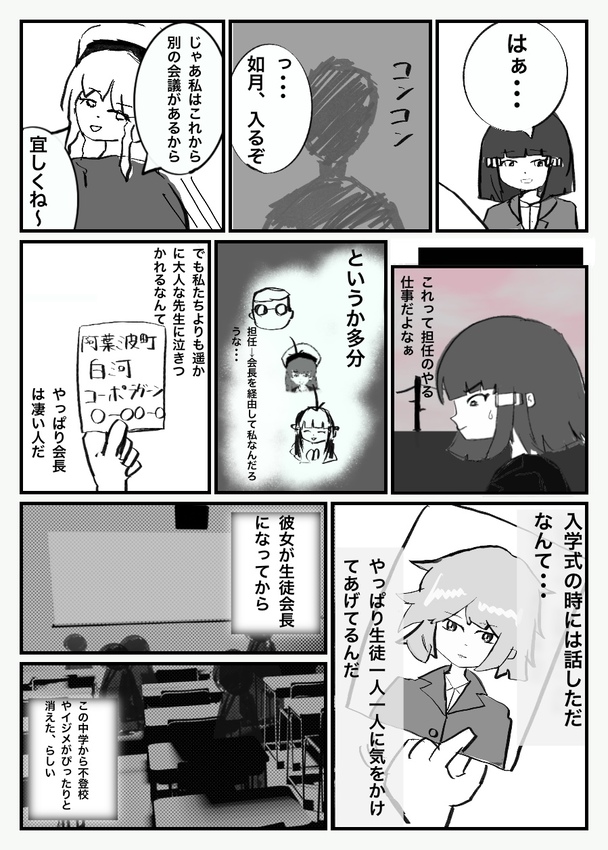 はぁ・・・
コンコン
っ・・・
如月、入るぞ
じゃあ私はこれから
別の会議があるから
宜しくね～
これって担任のやる
仕事だよなぁ
というか多分
担任→会長を経由して私なんだろ
うな・・・
でも私たちよりも遥か
に大人な先生に泣きつ
かれるなんて
阿葉波町
白河
コーポガーン
○-○○-○
やっぱり会長
は凄い人だ
入学式の時には話しただ
なんて・・・
やっぱり生徒一人一人に気をかけ
てあげてるんだ
彼女が生徒会長
になってから
この中学から不登校
やイジメがぴったりと
消えた、らしい